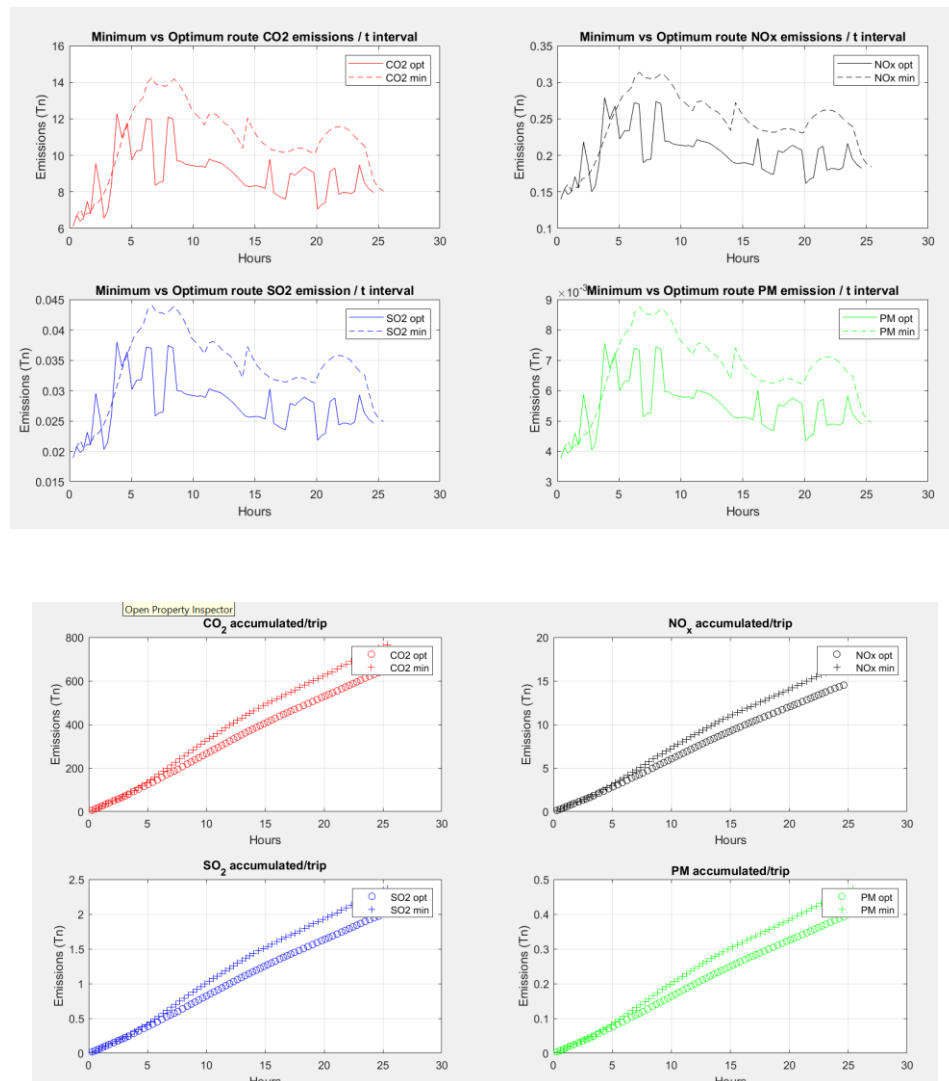 Minimum vs Optimum route CO2 emissions / t interval
16
14
12
10
8
6
Emissions (Tn)
CO2 opt
CO2 min
0 5 10 15 20 25 30
Hours
Minimum vs Optimum route NOx emissions / t interval
0.35
0.3
0.25
0.2
0.15
0.1
Emissions (Tn)
NOx opt
NOx min
0 5 10 15 20 25 30
Hours
Minimum vs Optimum route SO2 emission / t interval
0.045
0.04
0.035
0.03
0.025
0.02
0.015
Emissions (Tn)
SO2 opt
SO2 min
0 5 10 15 20 25 30
Hours
×10-3
Minimum vs Optimum route PM emission / t interval
9
8
7
6
5
4
3
Emissions (Tn)
PM opt
PM min
0 5 10 15 20 25 30
Hours
Open Property Inspector
CO2 accumulated/trip
800
600
400
200
0
Emissions (Tn)
CO2 opt
CO2 min
0 5 10 15 20 25 30
Hours
NOx accumulated/trip
20
15
10
5
0
Emissions (Tn)
NOx opt
NOx min
0 5 10 15 20 25 30
Hours
SO2 accumulated/trip
2.5
2
1.5
1
0.5
0
Emissions (Tn)
SO2 opt
SO2 min
0 5 10 15 20 25 30
Hours
PM accumulated/trip
0.5
0.4
0.3
0.2
0.1
0
Emissions (Tn)
PM opt
PM min
0 5 10 15 20 25 30
Hours